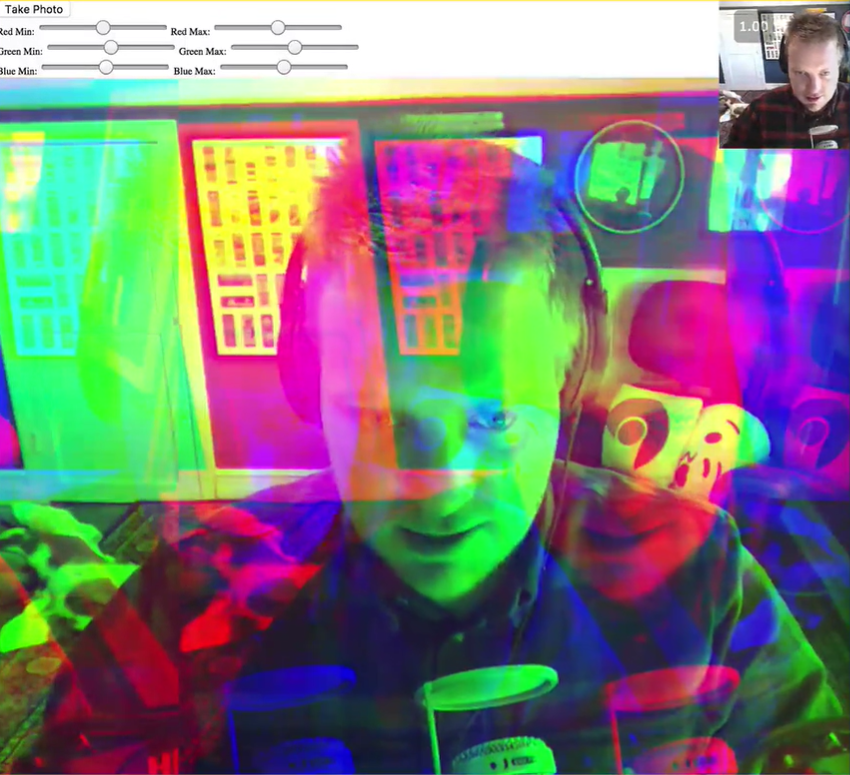 Take Photo
Red Min: Red Max:
Green Min: Green Max:
Blue Min: Blue Max:
1.00